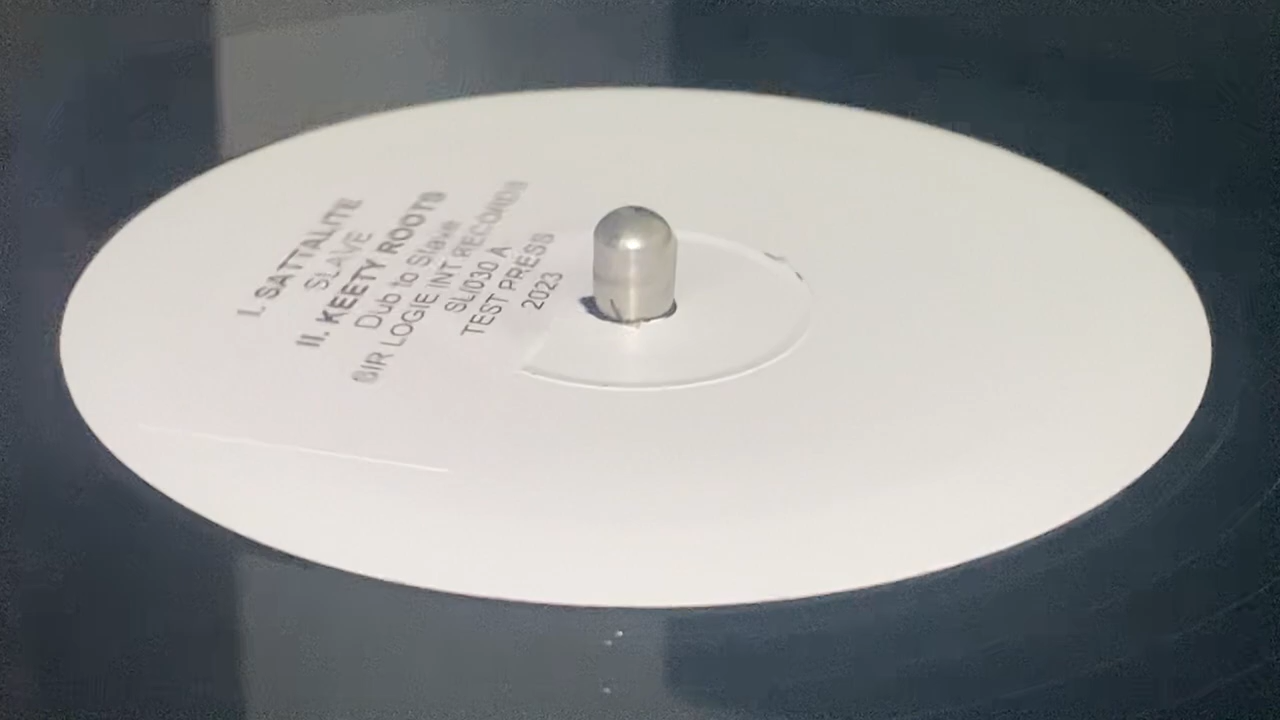 I. SATTALITE
SLAVE
II. KEETY ROOTS
Dub to Slave
SIR LOGIE INT.RECORDS
SLI030 A
TEST PRESS
2023